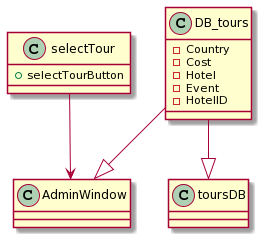 C selectTour
selectTourButton
C DB_tours
Country
Cost
Hotel
Event
HotelID
C AdminWindow
C toursDB